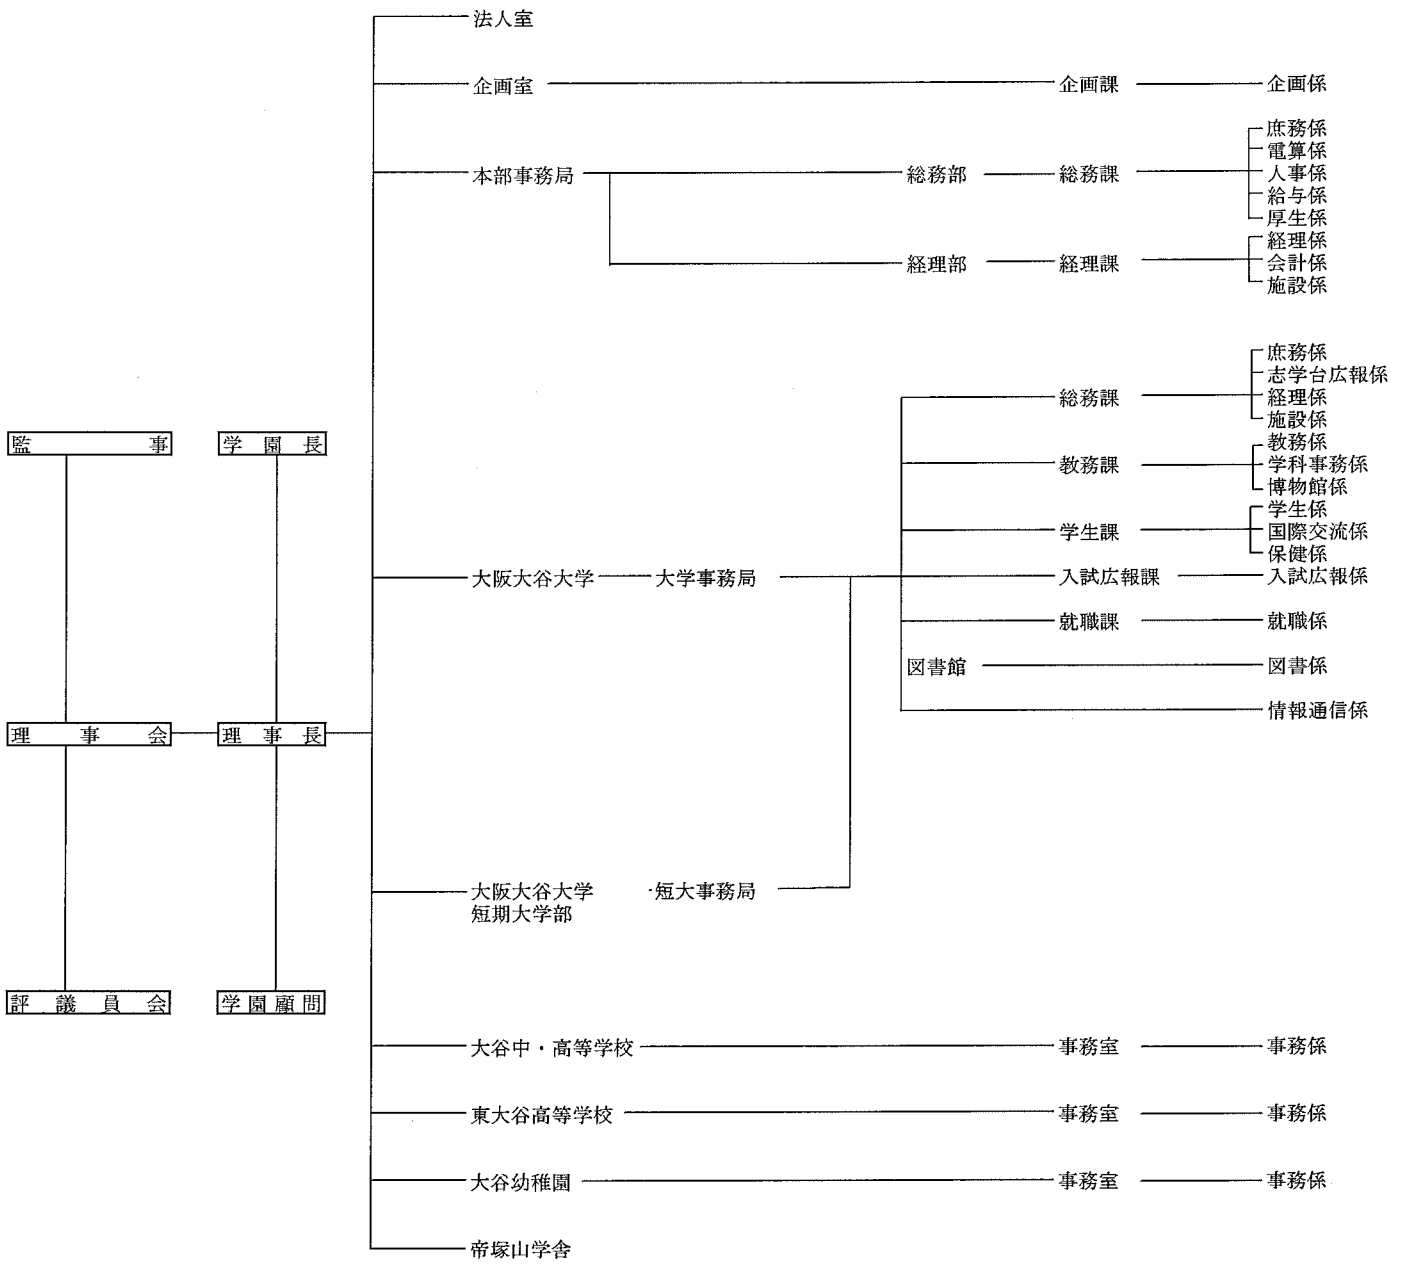 法人室
企画室 企画課 企画係
庶務係
電算係
本部事務局 総務部 総務課 人事係
給与係
厚生係
経理係
経理部 経理課 会計係
施設係
庶務係
志学台広報係
総務課 経理係
施設係
監事 学園長
教務係
教務課 学科事務係
博物館係
学生係
学生課 国際交流係
保健係
大阪大谷大学 大学事務局 入試広報課 入試広報係
就職課 就職係
図書館 図書係
情報通信係
理事会 理事長
大阪大谷大学 短大事務局
短期大学部
評議員会 学園顧問
大谷中・高等学校 事務室 事務係
東大谷高等学校 事務室 事務係
大谷幼稚園 事務室 事務係
帝塚山学舎